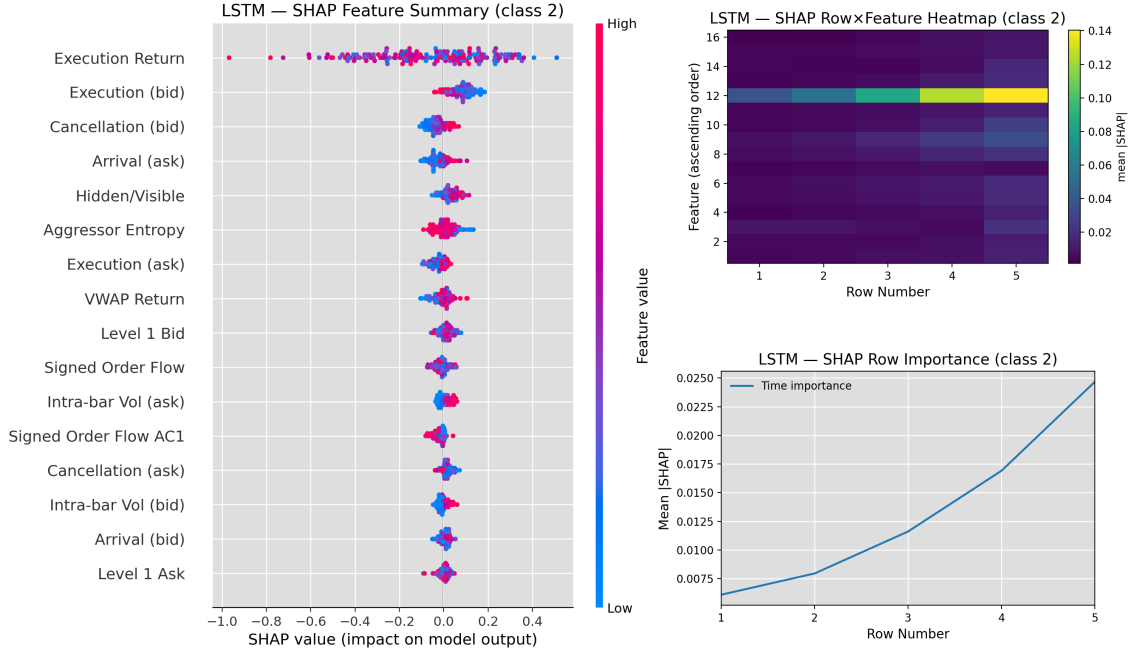 LSTM — SHAP Feature Summary (class 2)
Execution Return
Execution (bid)
Cancellation (bid)
Arrival (ask)
Hidden/Visible
Aggressor Entropy
Execution (ask)
VWAP Return
Level 1 Bid
Signed Order Flow
Intra-bar Vol (ask)
Signed Order Flow AC1
Cancellation (ask)
Intra-bar Vol (bid)
Arrival (bid)
Level 1 Ask
−1.0 −0.8 −0.6 −0.4 −0.2 0.0 0.2 0.4
SHAP value (impact on model output)
High
Feature value
Low
LSTM — SHAP Row×Feature Heatmap (class 2)
Feature (ascending order)
16
14
12
10
8
6
4
2
1 2 3 4 5
Row Number
0.14
0.12
0.10
0.08
0.06
0.04
0.02
mean |SHAP|
LSTM — SHAP Row Importance (class 2)
Mean |SHAP|
0.0250
0.0225
0.0200
0.0175
0.0150
0.0125
0.0100
0.0075
Time importance
1 2 3 4 5
Row Number